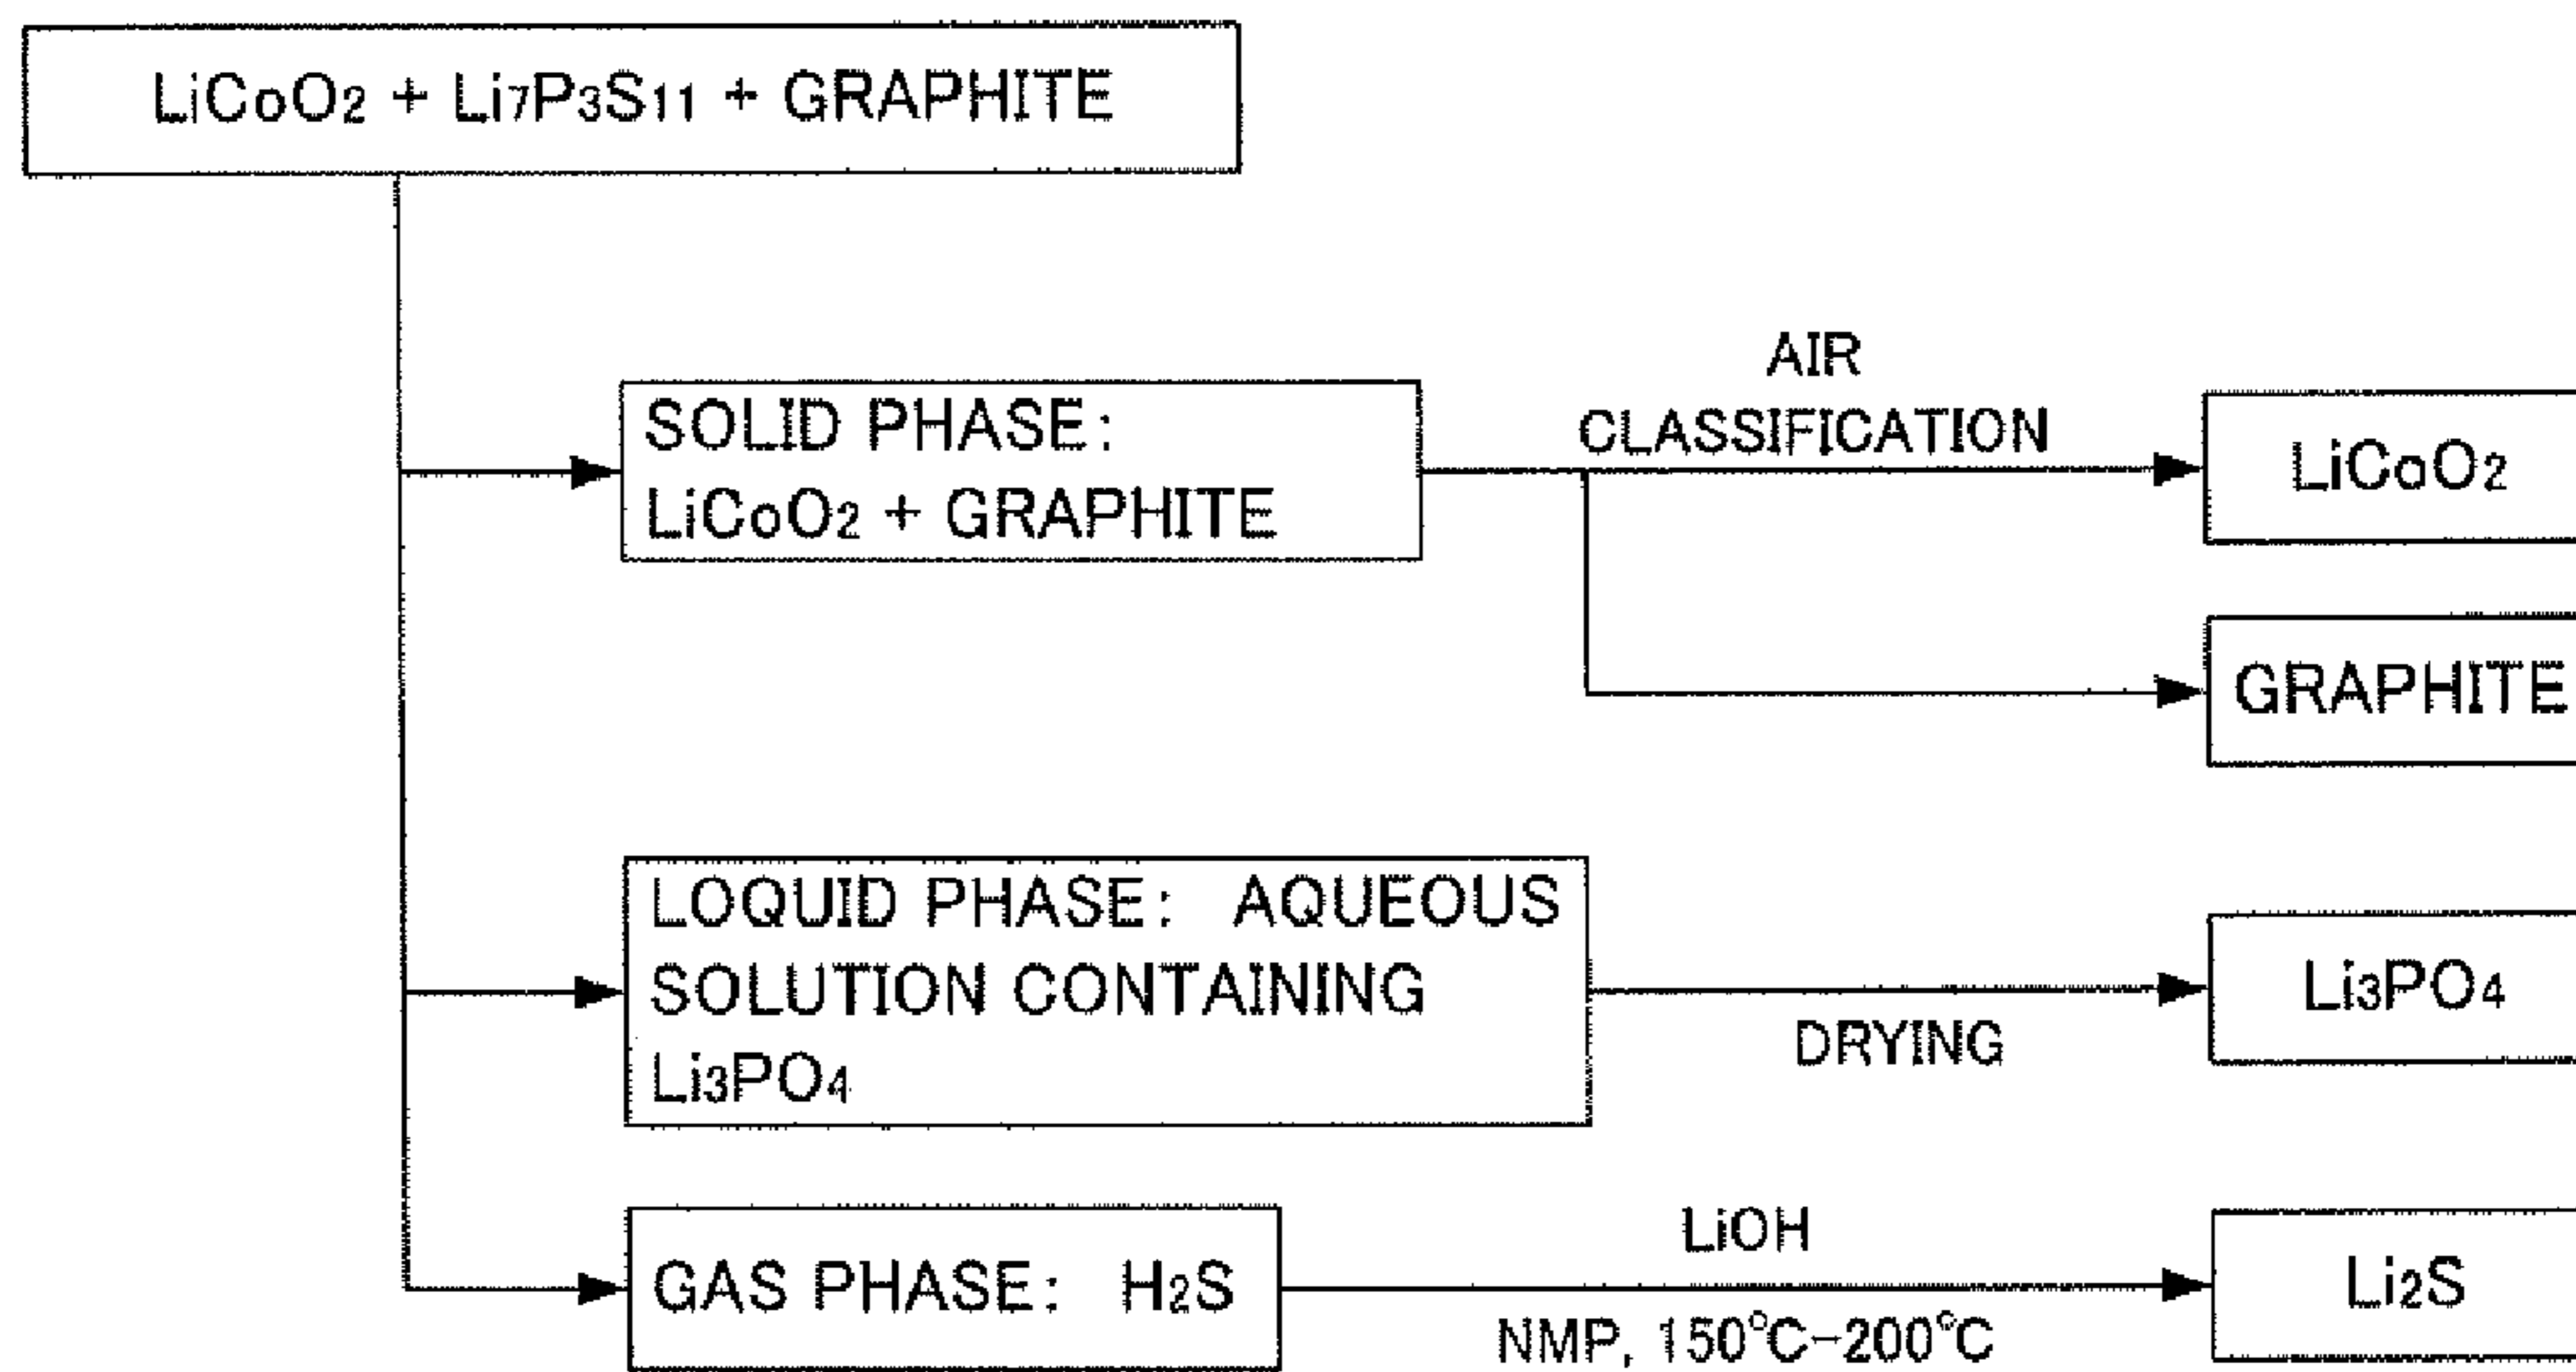 LiCoO2 + Li7P3S11 + GRAPHITE
SOLID PHASE:
LiCoO2 + GRAPHITE
AIR
CLASSIFICATION
LiCoO2
GRAPHITE
LOQUID PHASE: AQUEOUS
SOLUTION CONTAINING
Li3PO4
DRYING
Li3PO4
GAS PHASE: H2S
LiOH
NMP, 150°C-200°C
Li2S